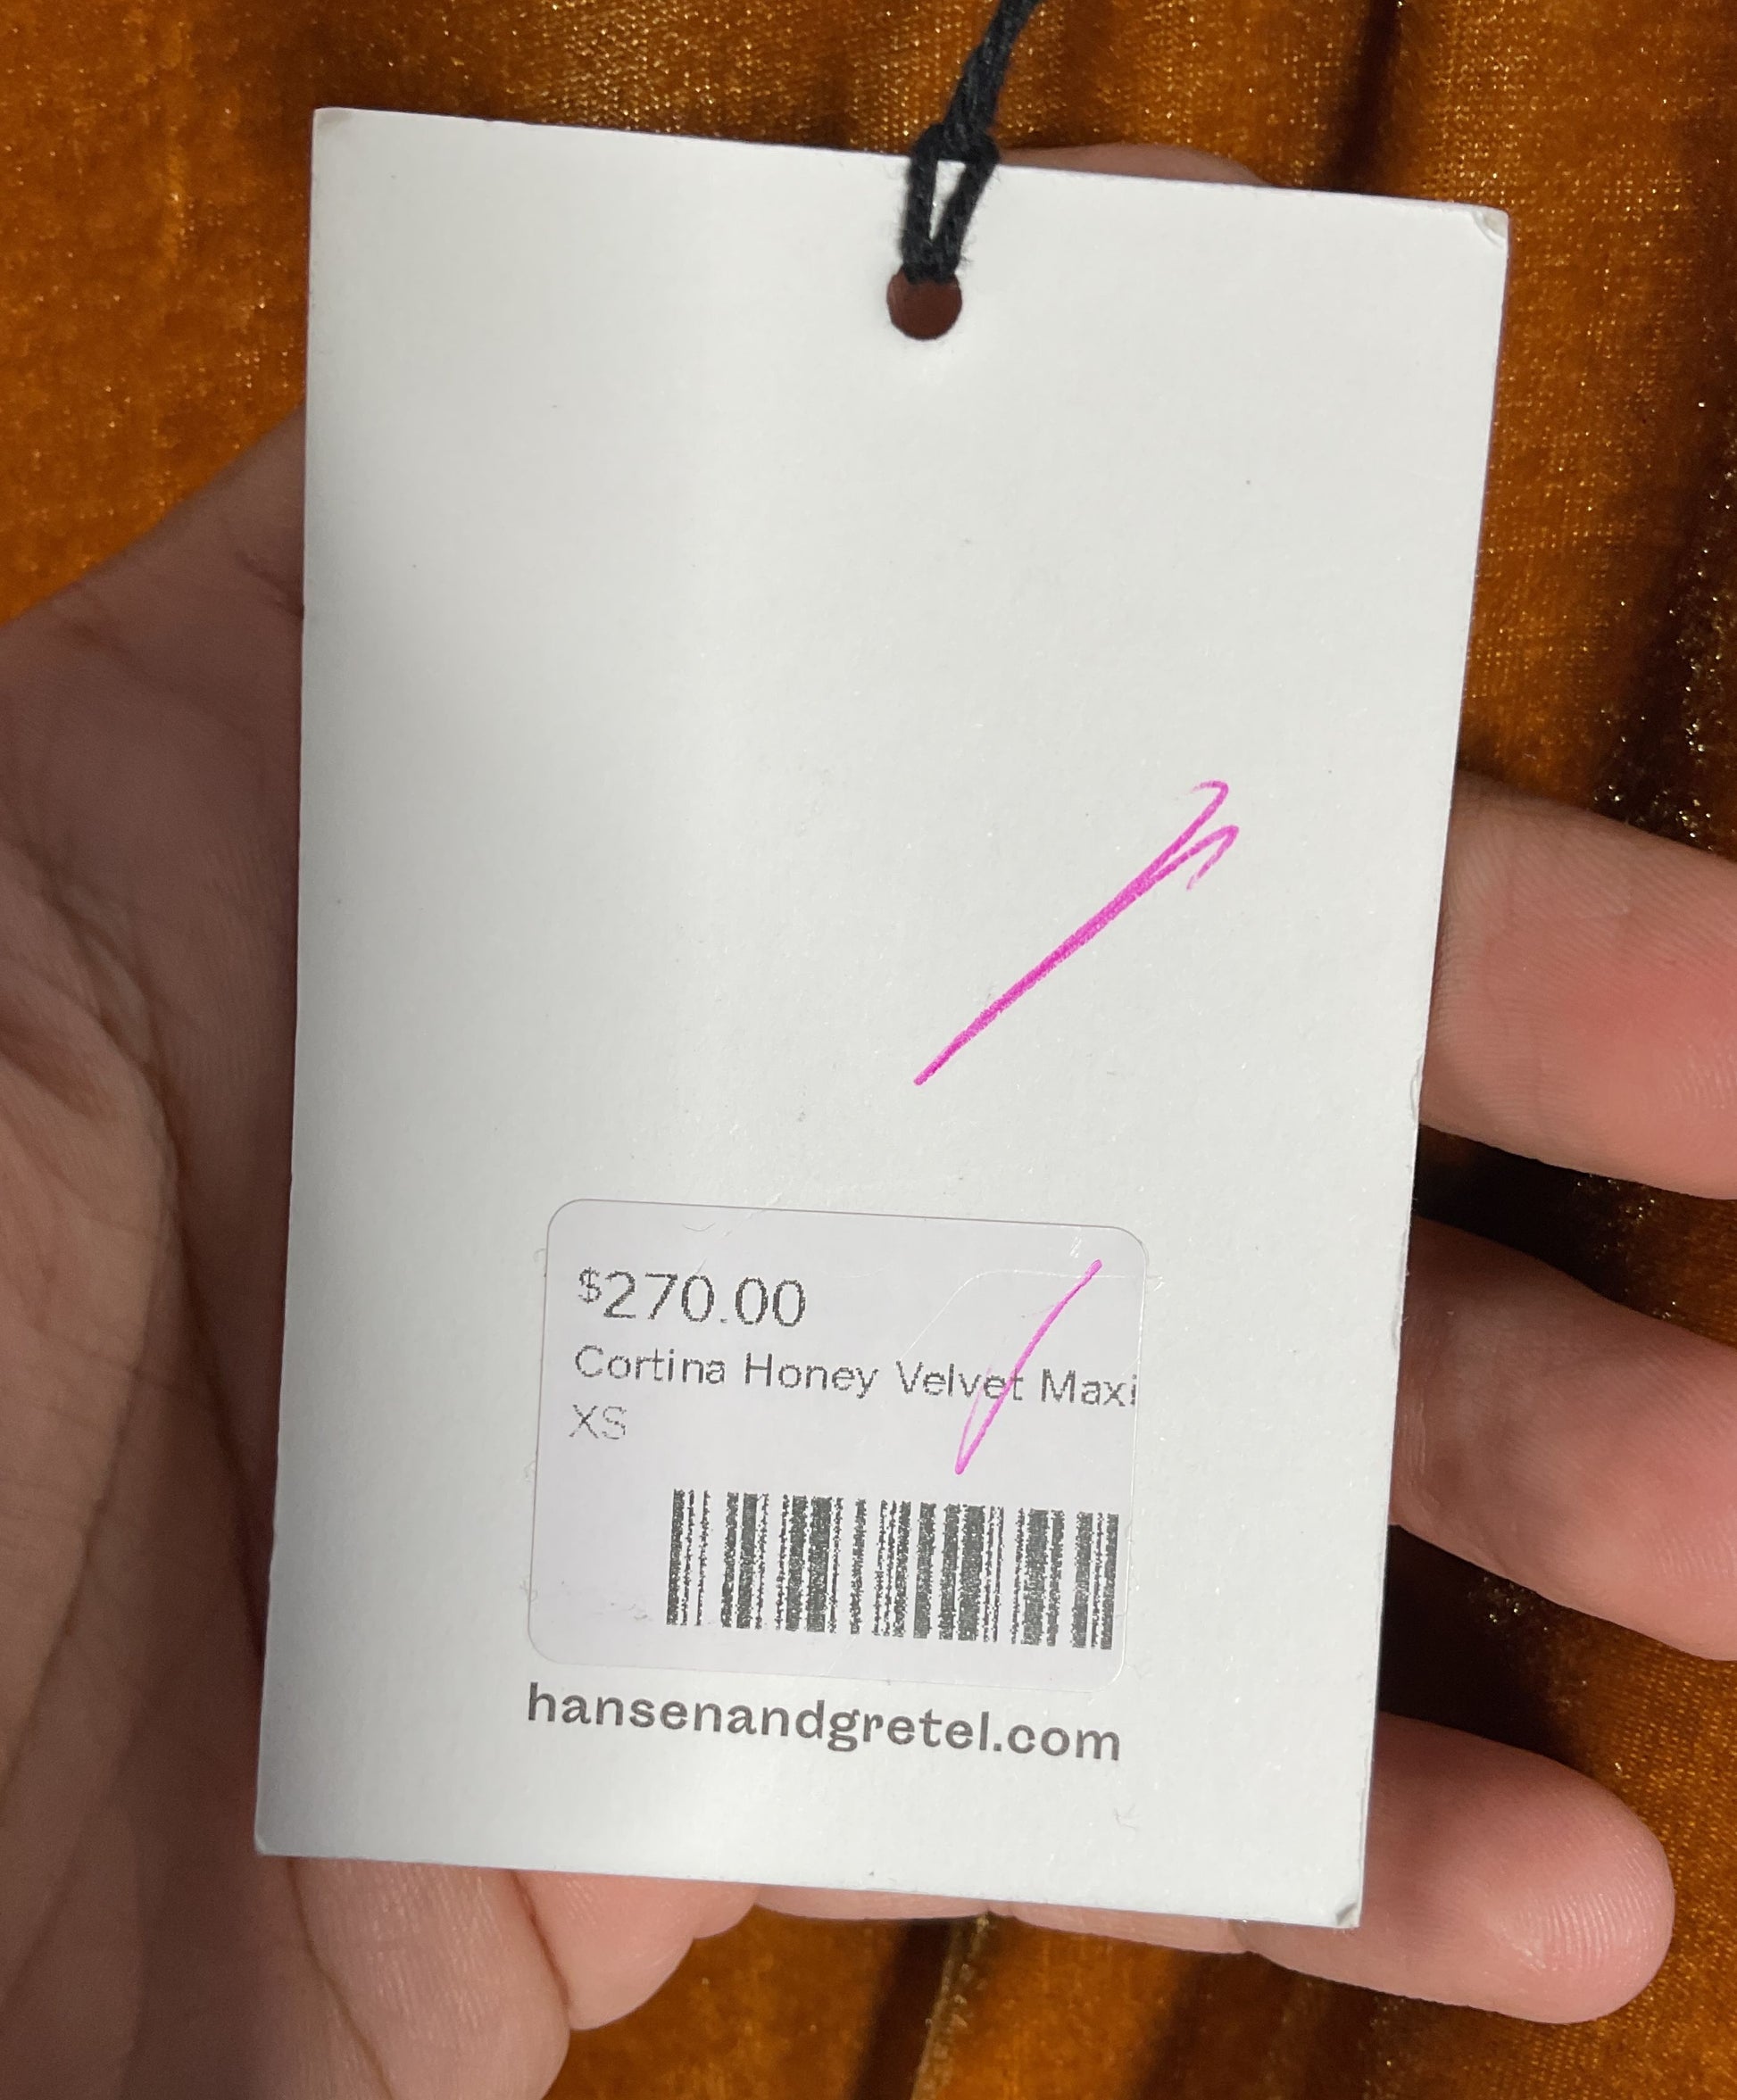 $270.00
Cortina Honey Velvet Maxi
XS
hansenandgretel.com